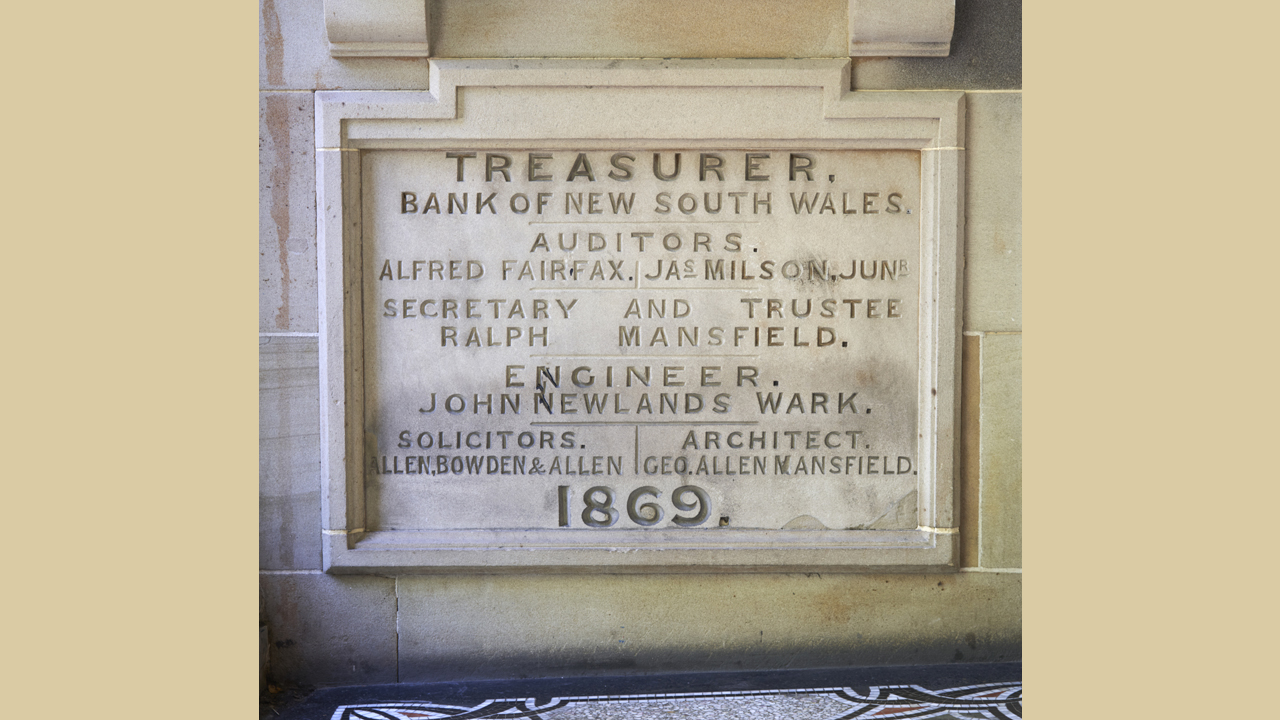 TREASURER.
BANK OF NEW SOUTH WALES.
AUDITORS.
ALFRED FAIRFAX. JAS MILSON, JUNR
SECRETARY AND TRUSTEE
RALPH MANSFIELD.
ENGINEER.
JOHN NEWLANDS WARK.
SOLICITORS. ARCHITECT.
ALLEN, BOWDEN & ALLEN GEO. ALLEN MANSFIELD.
1869.